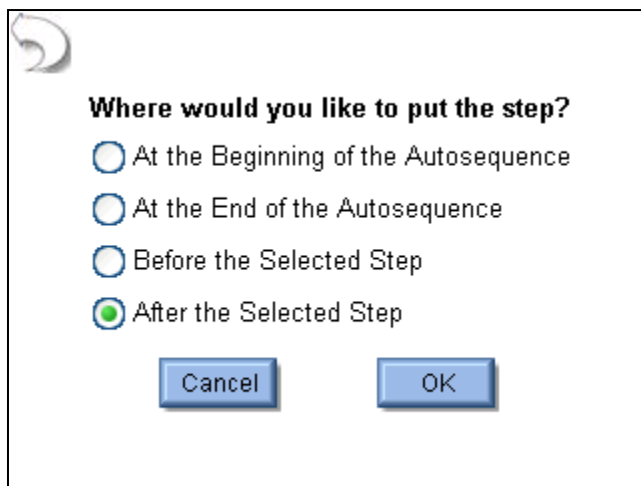 Where would you like to put the step?
At the Beginning of the Autosequence
At the End of the Autosequence
Before the Selected Step
After the Selected Step
Cancel OK